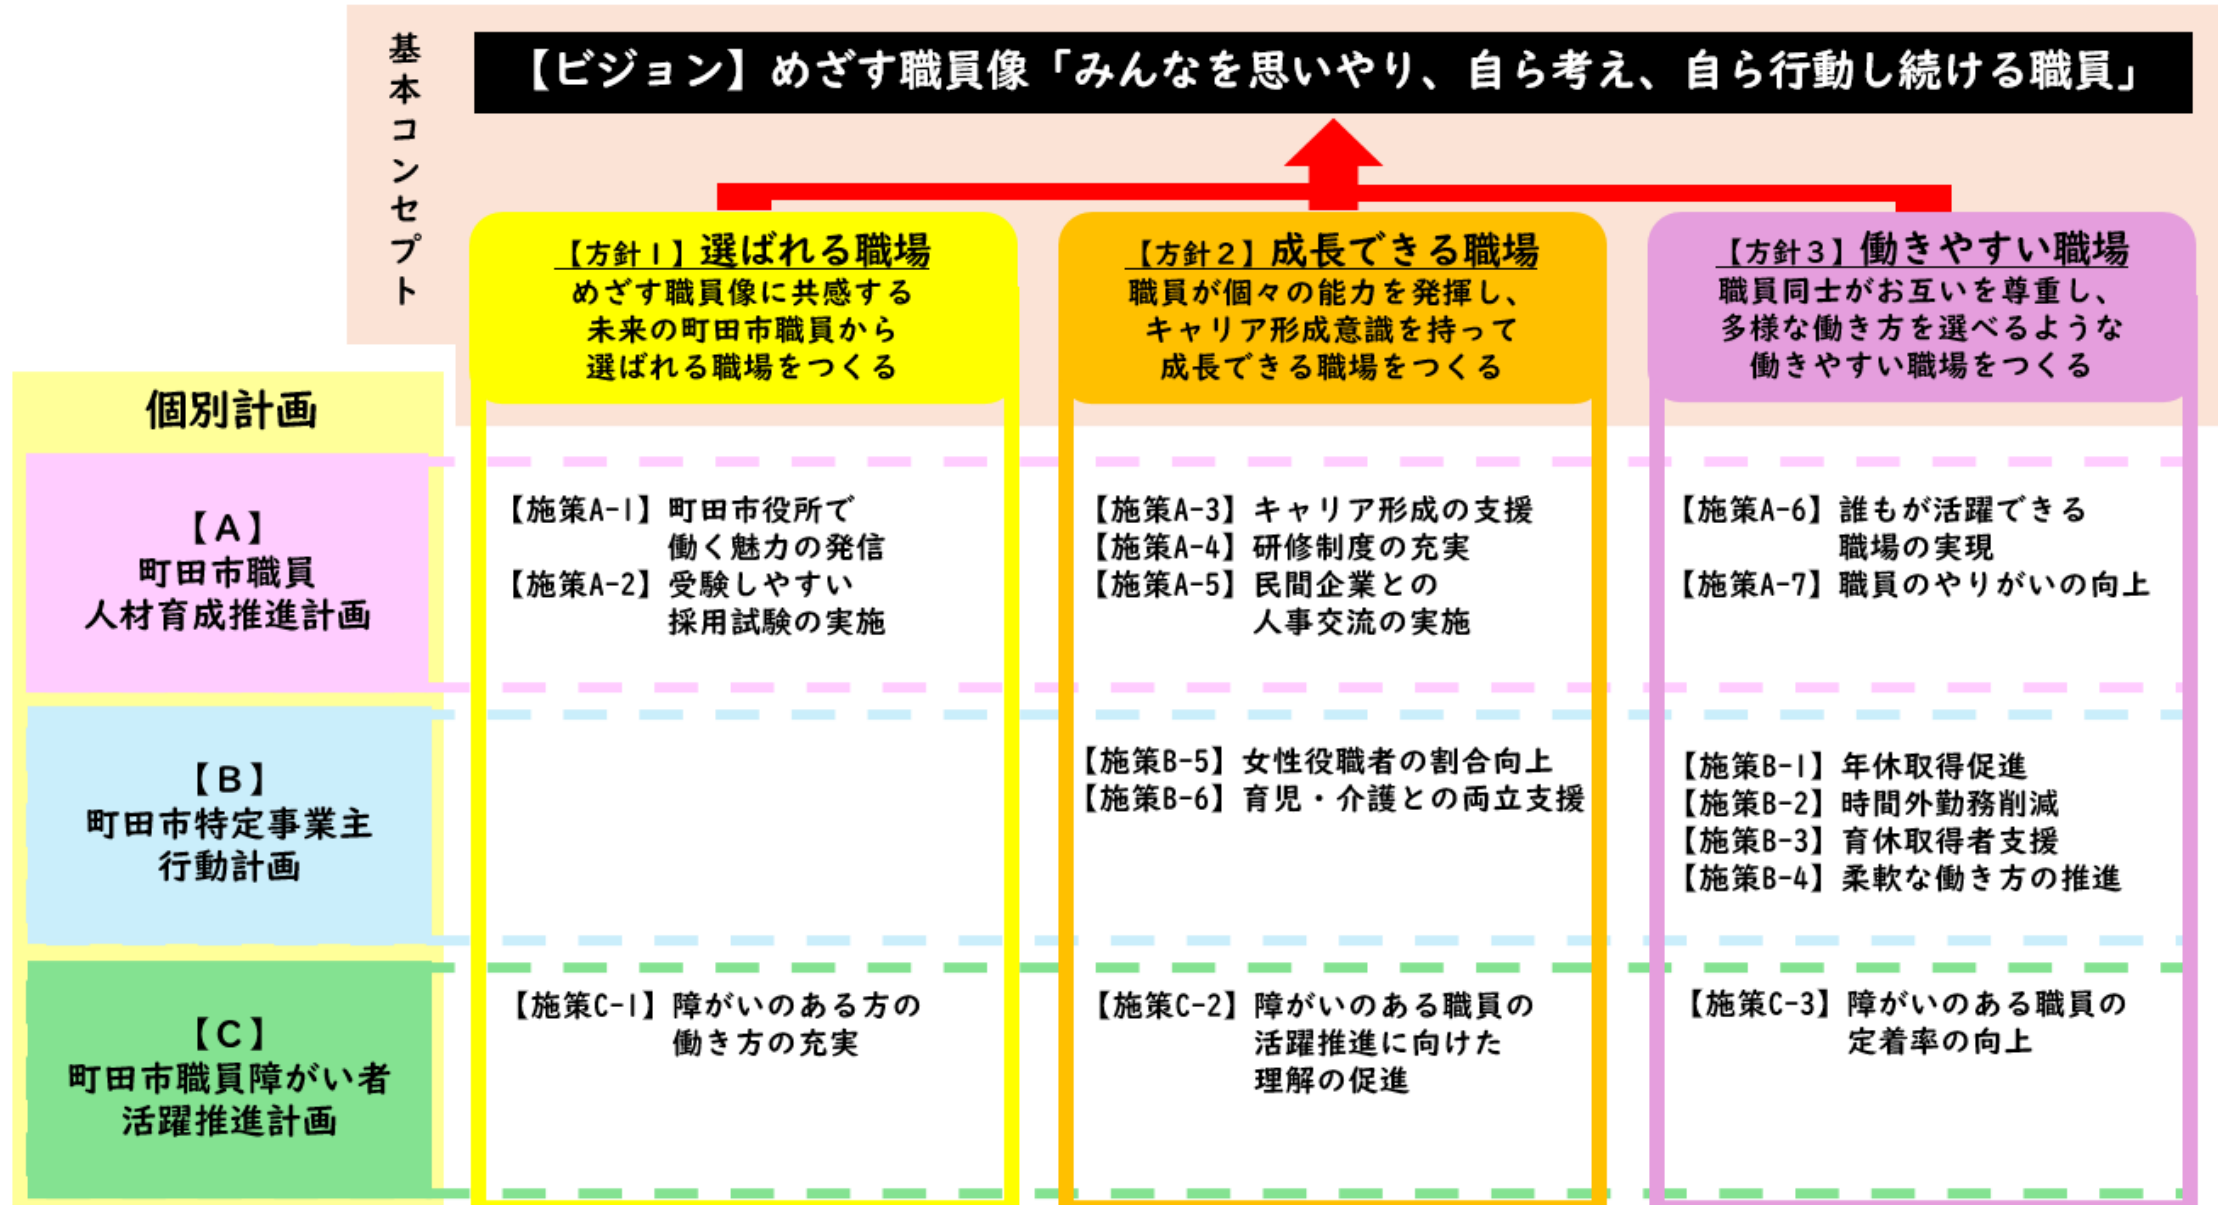 基本コンセプト
【ビジョン】めざす職員像「みんなを思いやり、自ら考え、自ら行動し続ける職員」
【方針1】選ばれる職場
めざす職員像に共感する
未来の町田市職員から
選ばれる職場をつくる
【方針2】成長できる職場
職員が個々の能力を発揮し、
キャリア形成意識を持って
成長できる職場をつくる
【方針3】働きやすい職場
職員同士がお互いを尊重し、
多様な働き方を選べるような
働きやすい職場をつくる
個別計画
【A】
町田市職員
人材育成推進計画
【施策A-1】町田市役所で
働く魅力の発信
【施策A-2】受験しやすい
採用試験の実施
【施策A-3】キャリア形成の支援
【施策A-4】研修制度の充実
【施策A-5】民間企業との
人事交流の実施
【施策A-6】誰もが活躍できる
職場の実現
【施策A-7】職員のやりがいの向上
【B】
町田市特定事業主
行動計画
【施策B-5】女性役職者の割合向上
【施策B-6】育児・介護との両立支援
【施策B-1】年休取得促進
【施策B-2】時間外勤務削減
【施策B-3】育休取得者支援
【施策B-4】柔軟な働き方の推進
【C】
町田市職員障がい者
活躍推進計画
【施策C-1】障がいのある方の
働き方の充実
【施策C-2】障がいのある職員の
活躍推進に向けた
理解の促進
【施策C-3】障がいのある職員の
定着率の向上